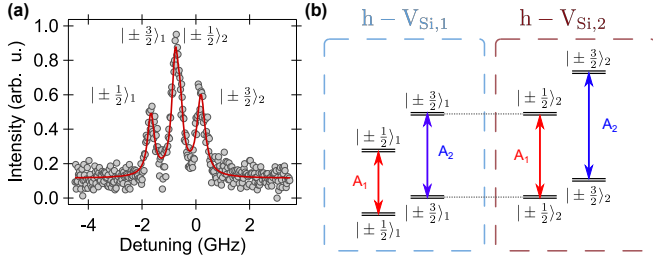 (a)
| ± 3/2⟩₁ | ± 1/2⟩₂
| ± 1/2⟩₁
| ± 3/2⟩₂
1.0
0.8
0.6
0.4
0.2
0.0
Intensity (arb. u.)
-4 -2 0 2
Detuning (GHz)
(b)
h − V_Si,1
h − V_Si,2
| ± 3/2⟩₂
| ± 3/2⟩₁
| ± 1/2⟩₂
| ± 1/2⟩₁
A₁
A₂
A₁
A₂
| ± 1/2⟩₁
| ± 3/2⟩₁
| ± 1/2⟩₂
| ± 3/2⟩₂